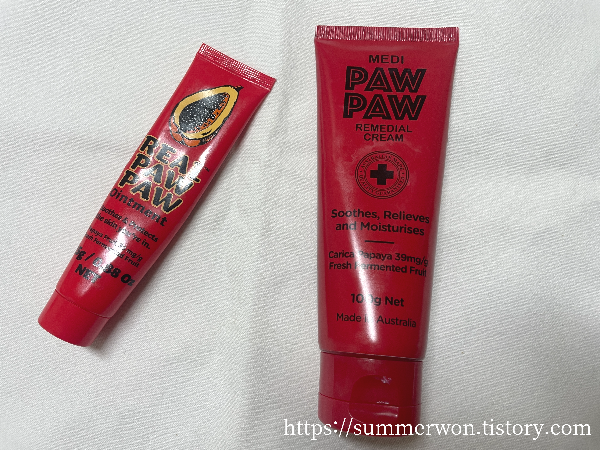 REAL
PAW
PAW
Ointment
MEDI
PAW
PAW
REMEDIAL
CREAM
Soothes, Relieves
and Moisturises
Carica Papaya 39mg/g
Fresh Fermented Fruit
100g Net
Made in Australia
https://summerwon.tistory.com